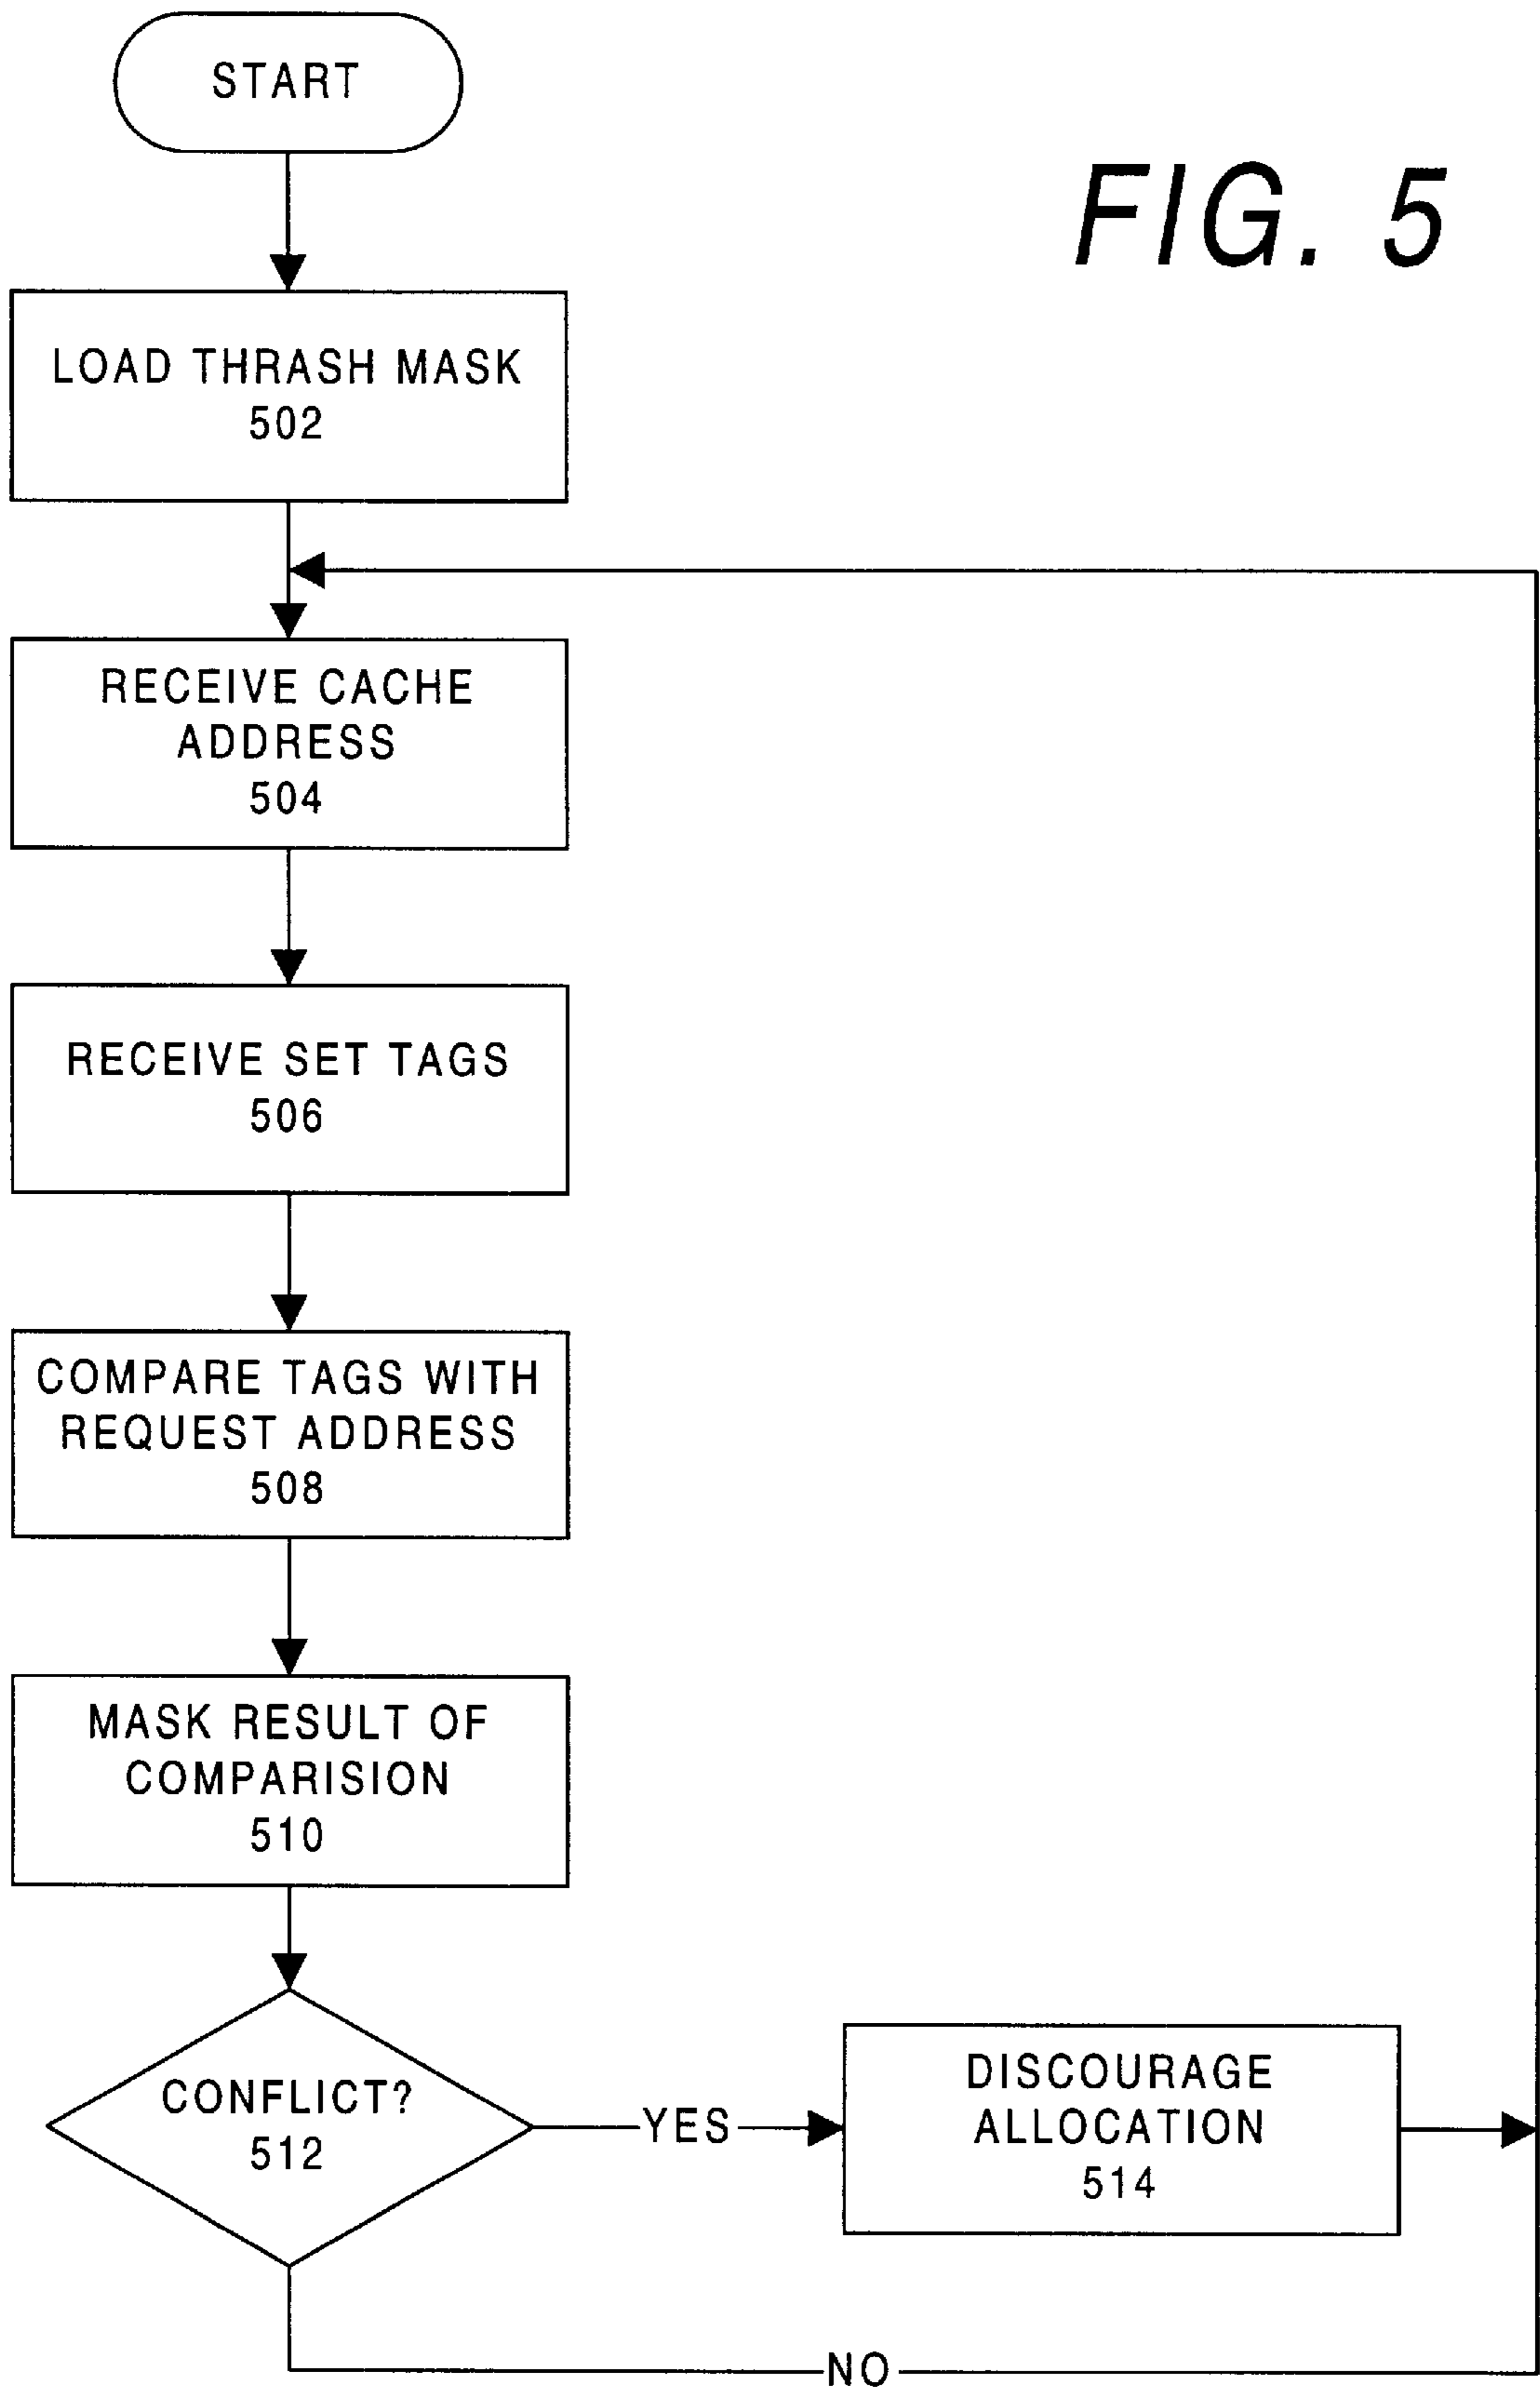 START
FIG. 5
LOAD THRASH MASK
502
RECEIVE CACHE
ADDRESS
504
RECEIVE SET TAGS
506
COMPARE TAGS WITH
REQUEST ADDRESS
508
MASK RESULT OF
COMPARISION
510
CONFLICT?
512
YES
DISCOURAGE
ALLOCATION
514
NO